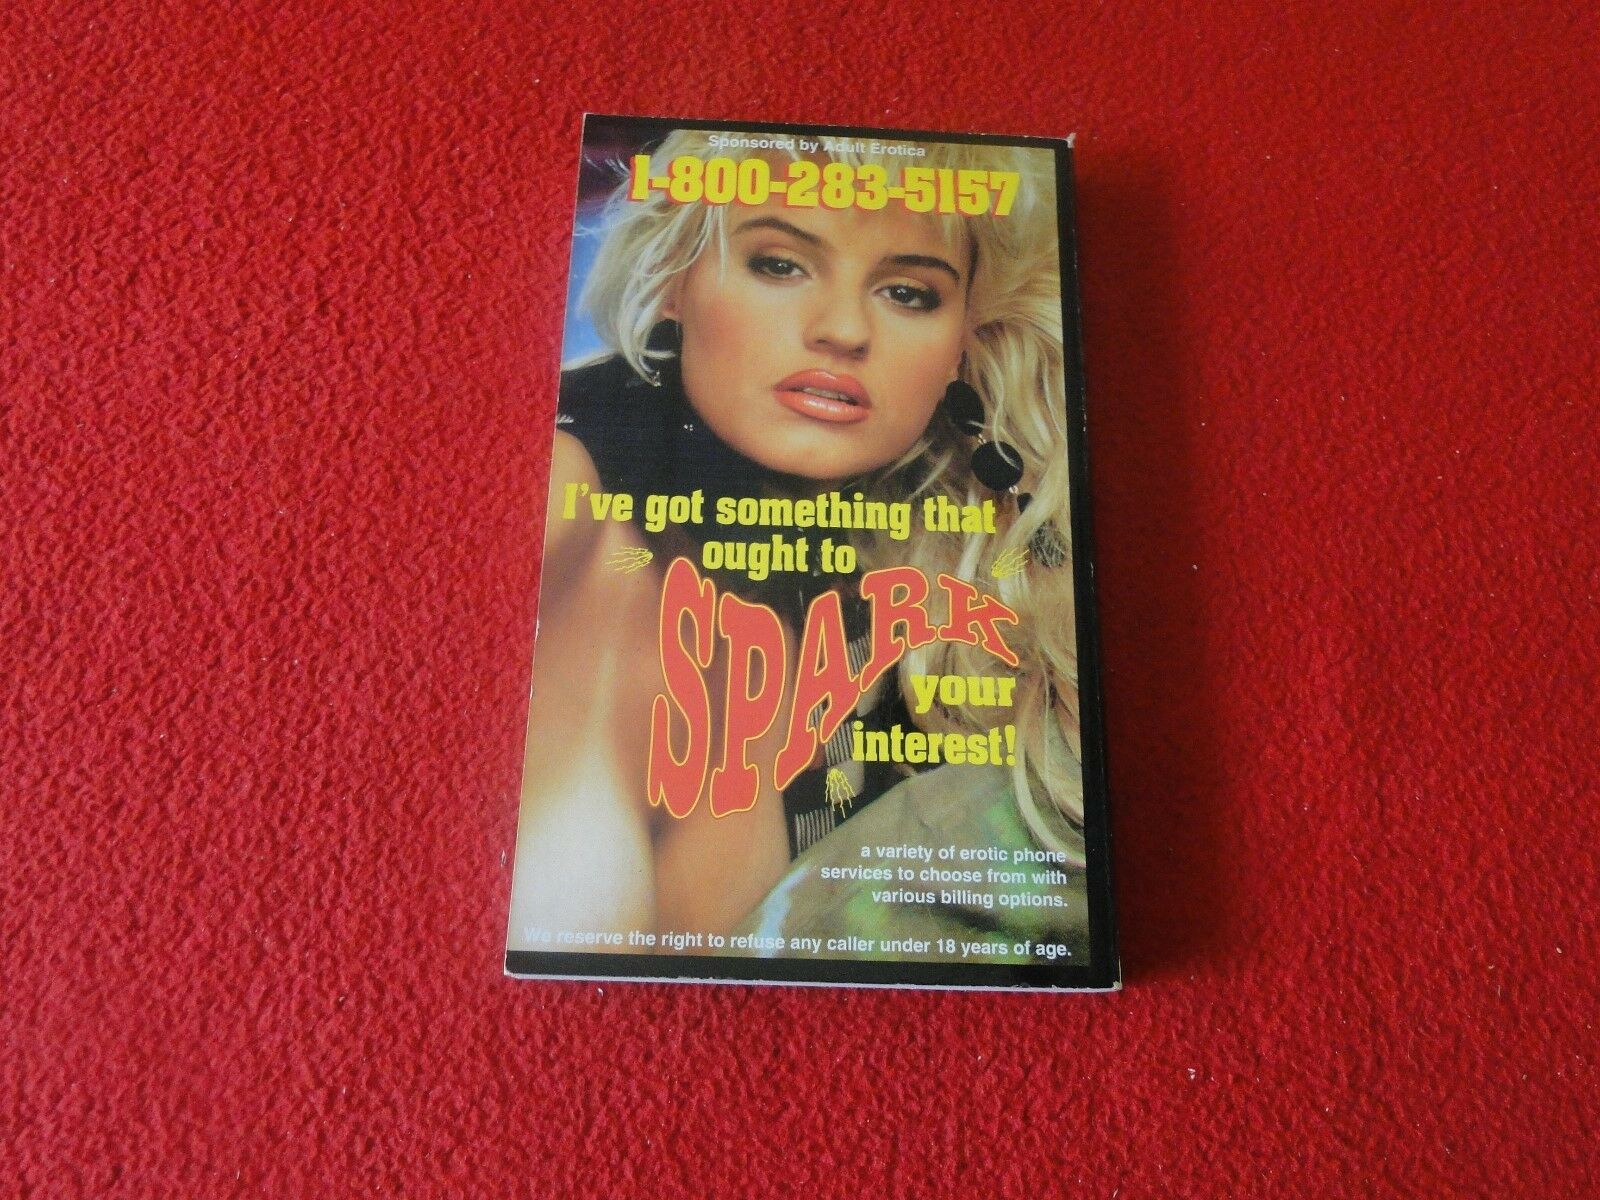 Sponsored by Adult Erotica
1-800-283-5157
I've got something that
ought to
SPARK
your
interest!
a variety of erotic phone
services to choose from with
various billing options.
We reserve the right to refuse any caller under 18 years of age.